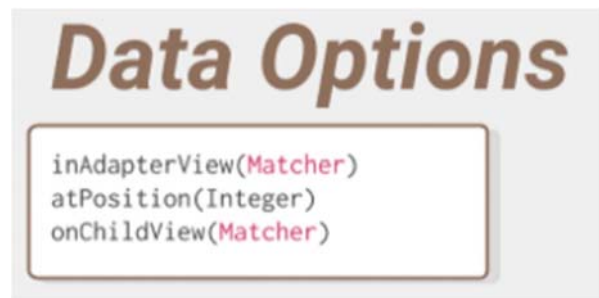 Data Options
inAdapterView(Matcher)
atPosition(Integer)
onChildView(Matcher)